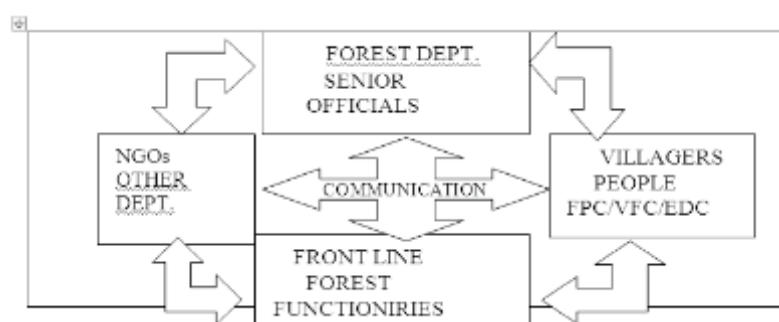 FOREST DEPT.
SENIOR
OFFICIALS
NGOs
OTHER
DEPT.
COMMUNICATION
VILLAGERS
PEOPLE
FPC/VFC/EDC
FRONT LINE
FOREST
FUNCTIONIRIES